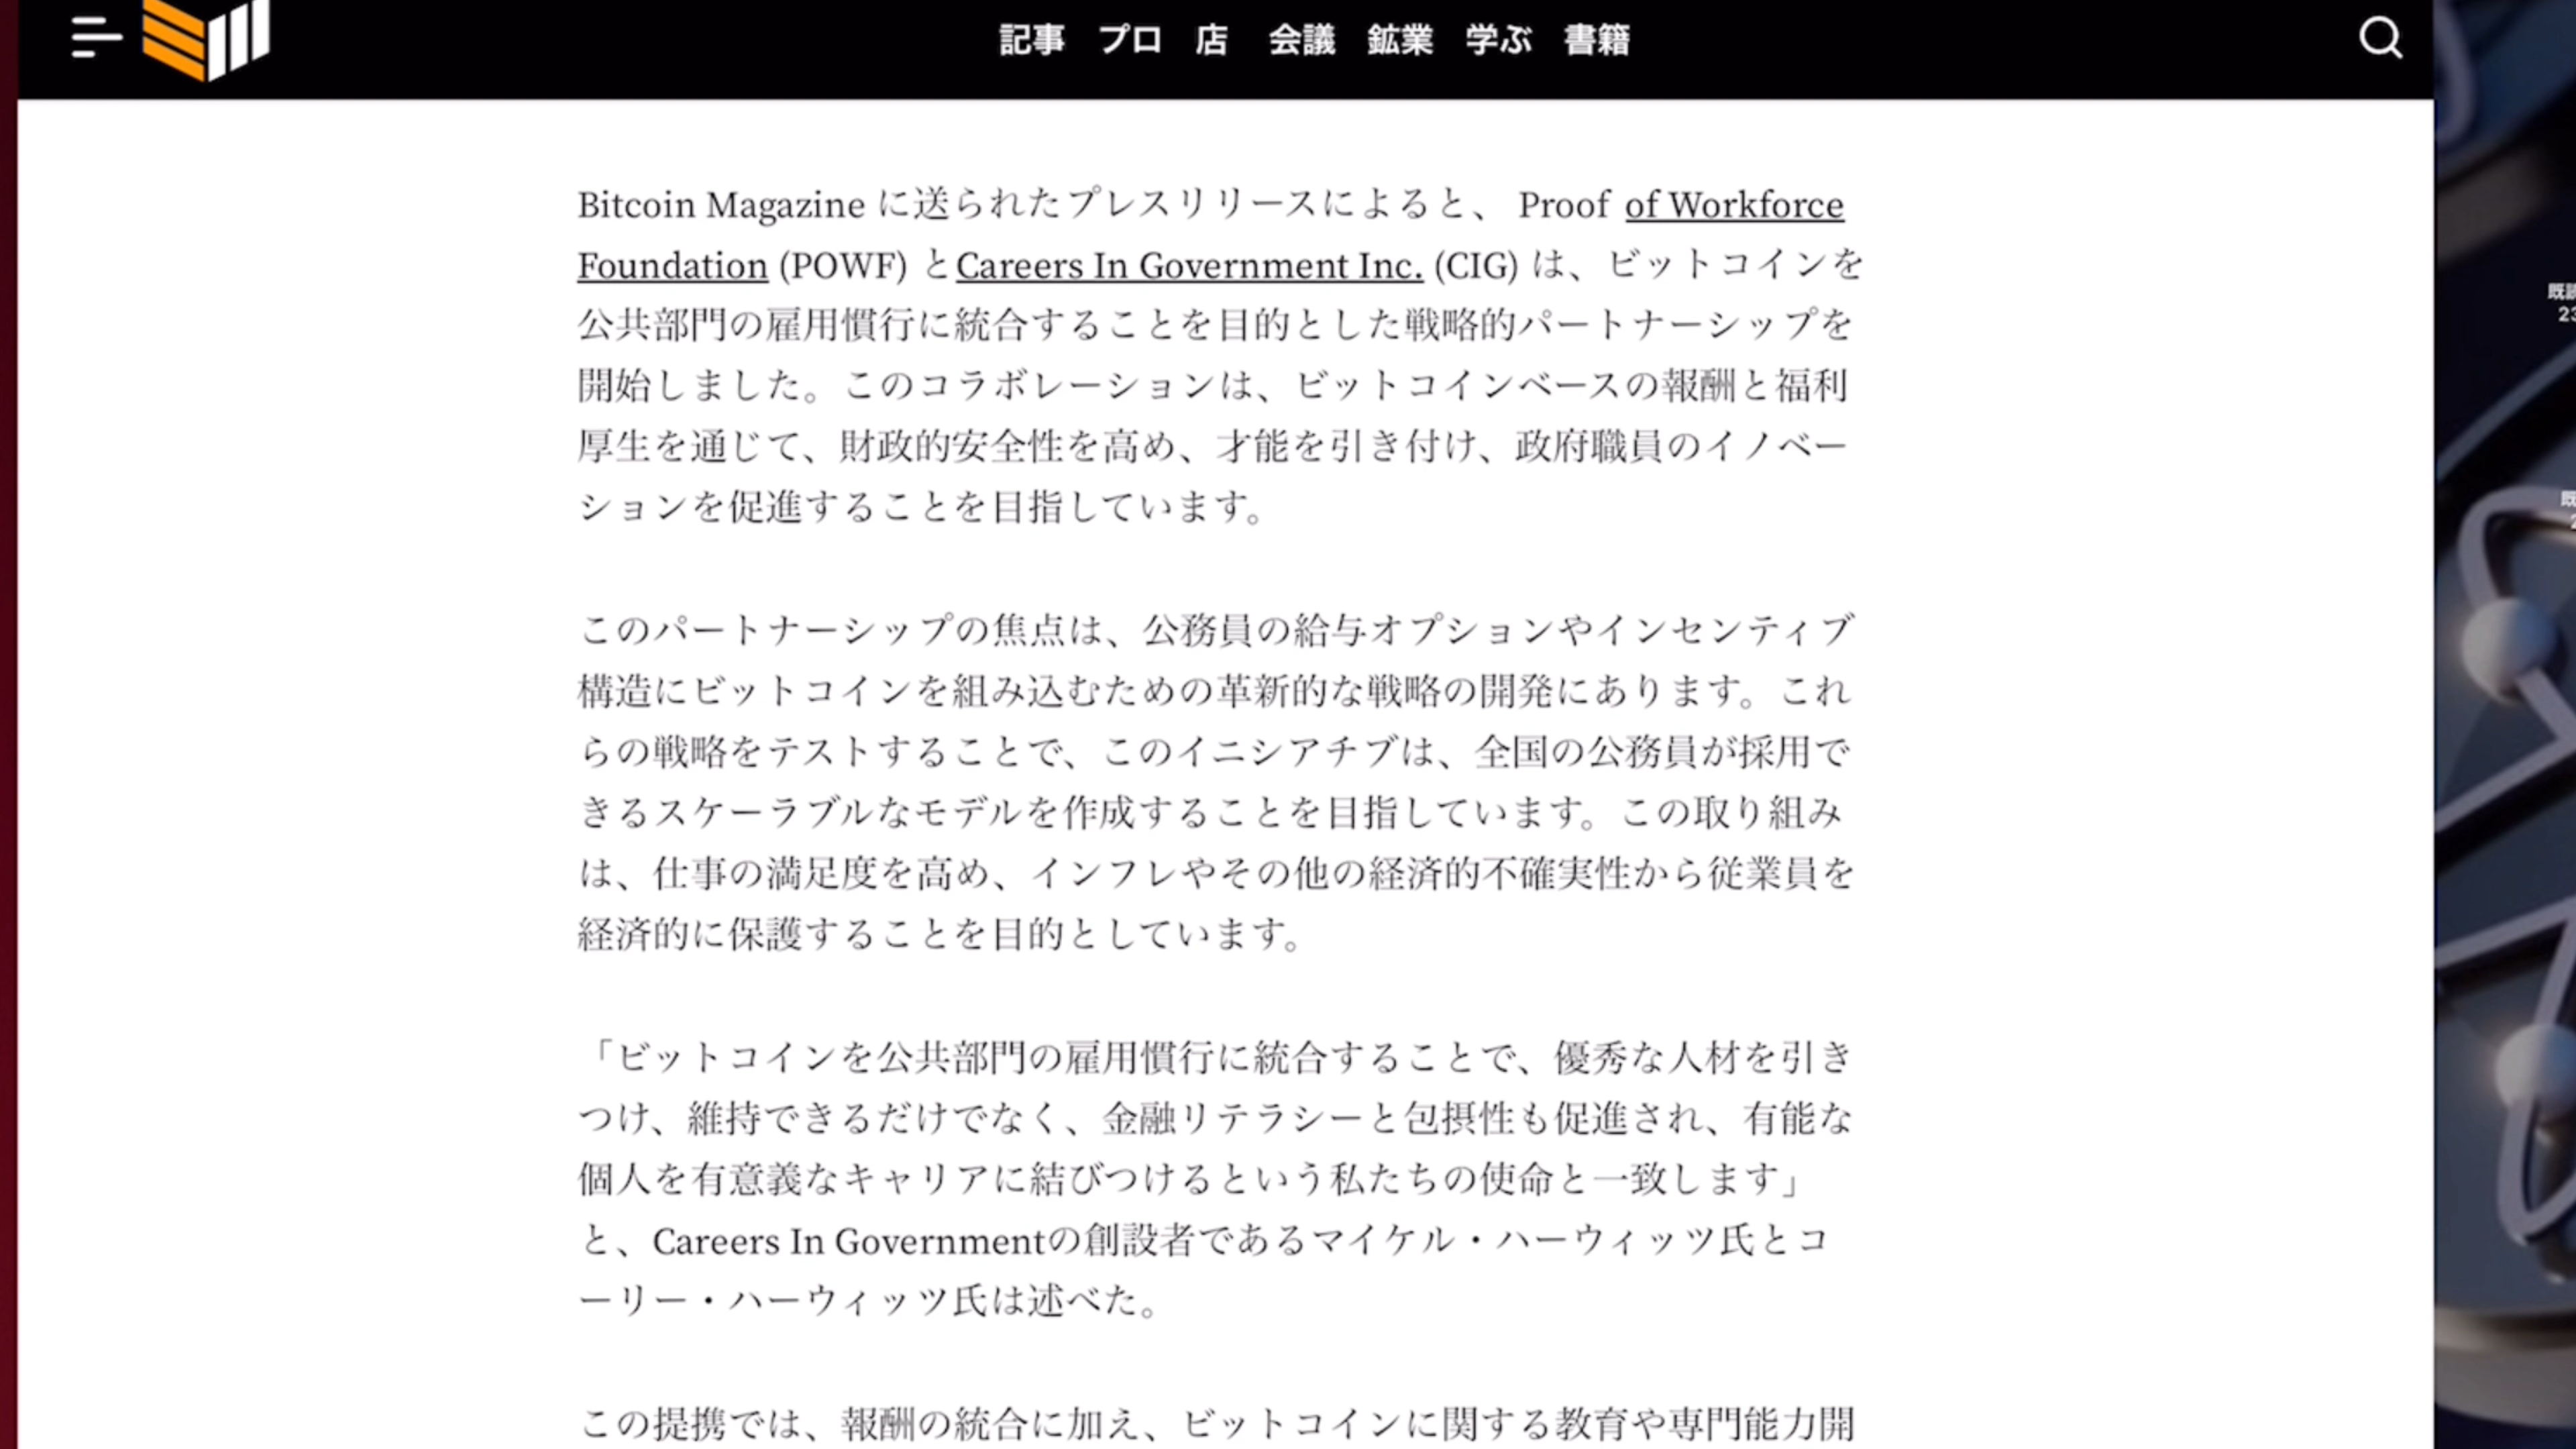 記事 プロ 店 会議 鉱業 学ぶ 書籍
Bitcoin Magazine に送られたプレスリリースによると、 Proof of Workforce
Foundation (POWF) とCareers In Government Inc. (CIG) は、ビットコインを
公共部門の雇用慣行に統合することを目的とした戦略的パートナーシップを
開始しました。このコラボレーションは、ビットコインベースの報酬と福利
厚生を通じて、財政的安全性を高め、才能を引き付け、政府職員のイノベー
ションを促進することを目指しています。
このパートナーシップの焦点は、公務員の給与オプションやインセンティブ
構造にビットコインを組み込むための革新的な戦略の開発にあります。これ
らの戦略をテストすることで、このイニシアチブは、全国の公務員が採用で
きるスケーラブルなモデルを作成することを目指しています。この取り組み
は、仕事の満足度を高め、インフレやその他の経済的不確実性から従業員を
経済的に保護することを目的としています。
「ビットコインを公共部門の雇用慣行に統合することで、優秀な人材を引き
つけ、維持できるだけでなく、金融リテラシーと包摂性も促進され、有能な
個人を有意義なキャリアに結びつけるという私たちの使命と一致します」
と、Careers In Governmentの創設者であるマイケル・ハーウィッツ氏とコ
ーリー・ハーウィッツ氏は述べた。
この提携では、報酬の統合に加え、ビットコインに関する教育や専門能力開